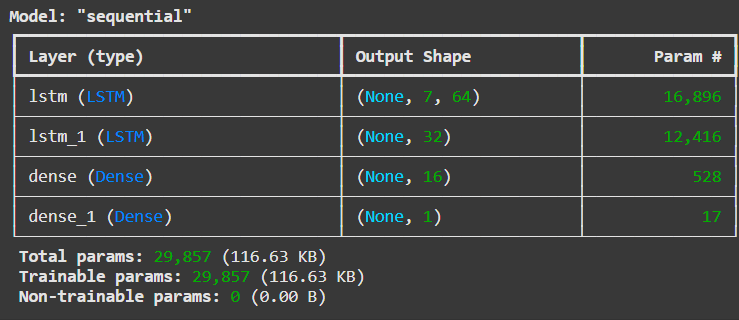 Model: "sequential"
Layer (type) Output Shape Param #
lstm (LSTM) (None, 7, 64) 16,896
lstm_1 (LSTM) (None, 32) 12,416
dense (Dense) (None, 16) 528
dense_1 (Dense) (None, 1) 17
Total params: 29,857 (116.63 KB)
Trainable params: 29,857 (116.63 KB)
Non-trainable params: 0 (0.00 B)